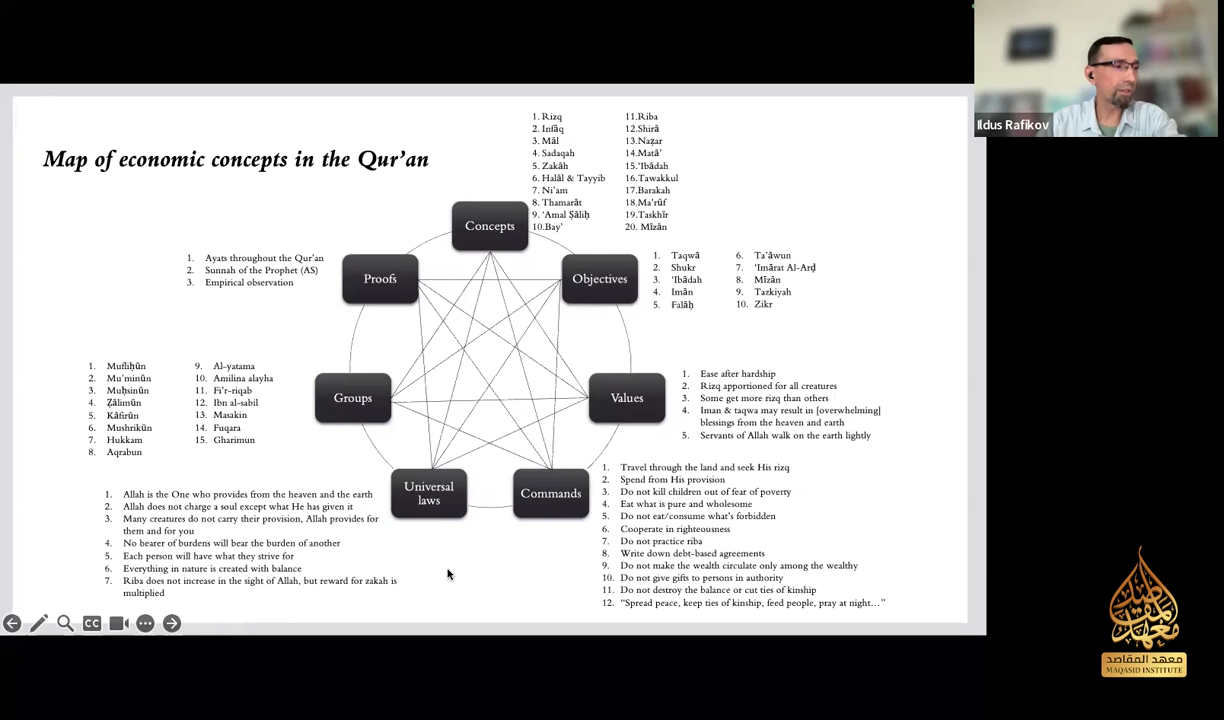 Ildus Rafikov
Map of economic concepts in the Qur'an
Concepts
1. Rizq
2. Infāq
3. Māl
4. Sadaqah
5. Zakāh
6. Halāl & Tayyib
7. Ni'am
8. Thamarāt
9. 'Amal Ṣāliḥ
10.Bay'
11.Riba
12.Shirā
13.Naẓar
14.Matā'
15.'Ibādah
16.Tawakkul
17.Barakah
18.Ma'rūf
19.Taskhīr
20. Mīzān
Objectives
1. Taqwā
2. Shukr
3. 'Ibādah
4. Imān
5. Falāḥ
6. Ta'āwun
7. 'Imārat Al-Arḍ
8. Mīzān
9. Tazkiyah
10. Zikr
Values
1. Ease after hardship
2. Rizq apportioned for all creatures
3. Some get more rizq than others
4. Iman & taqwa may result in [overwhelming]
blessings from the heaven and earth
5. Servants of Allah walk on the earth lightly
Commands
1. Travel through the land and seek His rizq
2. Spend from His provision
3. Do not kill children out of fear of poverty
4. Eat what is pure and wholesome
5. Do not eat/consume what's forbidden
6. Cooperate in righteousness
7. Do not practice riba
8. Write down debt-based agreements
9. Do not make the wealth circulate only among the wealthy
10. Do not give gifts to persons in authority
11. Do not destroy the balance or cut ties of kinship
12. "Spread peace, keep ties of kinship, feed people, pray at night…"
Universal
laws
1. Allah is the One who provides from the heaven and the earth
2. Allah does not charge a soul except what He has given it
3. Many creatures do not carry their provision, Allah provides for
them and for you
4. No bearer of burdens will bear the burden of another
5. Each person will have what they strive for
6. Everything in nature is created with balance
7. Riba does not increase in the sight of Allah, but reward for zakah is
multiplied
Groups
1. Mufliḥūn
2. Mu'minūn
3. Muḥsinūn
4. Ẓālimūn
5. Kāfirūn
6. Mushrikūn
7. Hukkam
8. Aqrabun
9. Al-yatama
10. Amilina alayha
11. Fi'r-riqab
12. Ibn al-sabil
13. Masakin
14. Fuqara
15. Gharimun
Proofs
1. Ayats throughout the Qur'an
2. Sunnah of the Prophet (AS)
3. Empirical observation
CC
معهد المقاصد
معهد المقاصد
MAQASID INSTITUTE